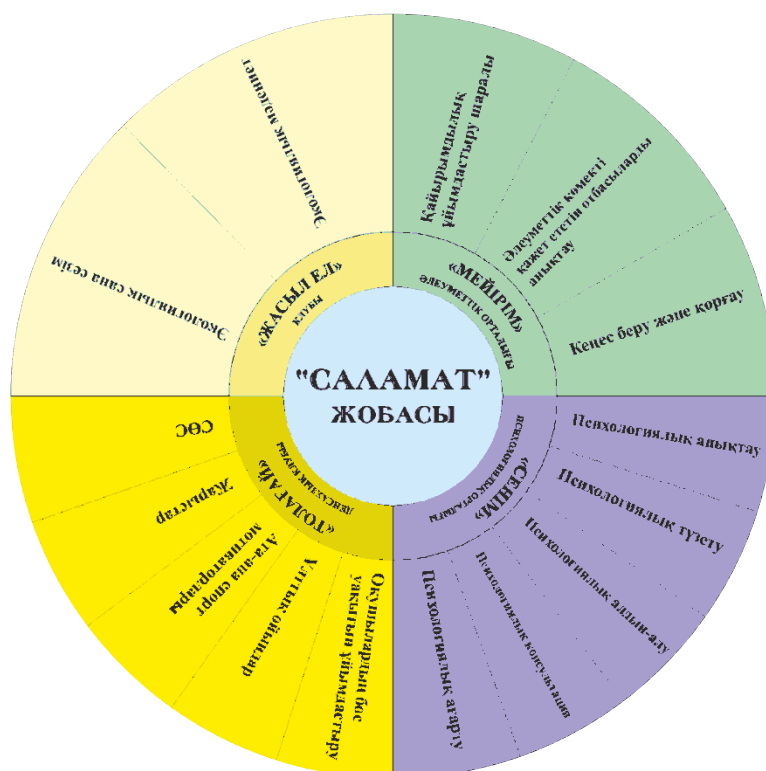 "САЛАМАТ"
ЖОБАСЫ
«МЕЙІРІМ»
ӘЛЕУМЕТТІК ОРТАЛЫҒЫ
Қайырымдылық
ұйымдастыру шаралы
Әлеуметтік көмекті
қажет ететін отбасыларды
анықтау
Кеңес беру және қорғау
«СЕНІМ»
ПСИХОЛОГИЯЛЫҚ ОРТАЛЫҒЫ
Психологиялық анықтау
Психологиялық түзету
Психологиялық алдын-алу
Психологиялық консультация
Психологиялық ағарту
«ТОЛАҒАЙ»
ДЕНСАУЛЫҚ КЛУБЫ
Оқушылардың бос
уақытын ұйымдастыру
Ұлттық ойындар
Ата-ана спорт
мотиваторлары
Жарыстар
СӨС
«ЖАСЫЛ ЕЛ»
КЛУБЫ
Экологиялық сана сезім
Экологиялық мәдениет